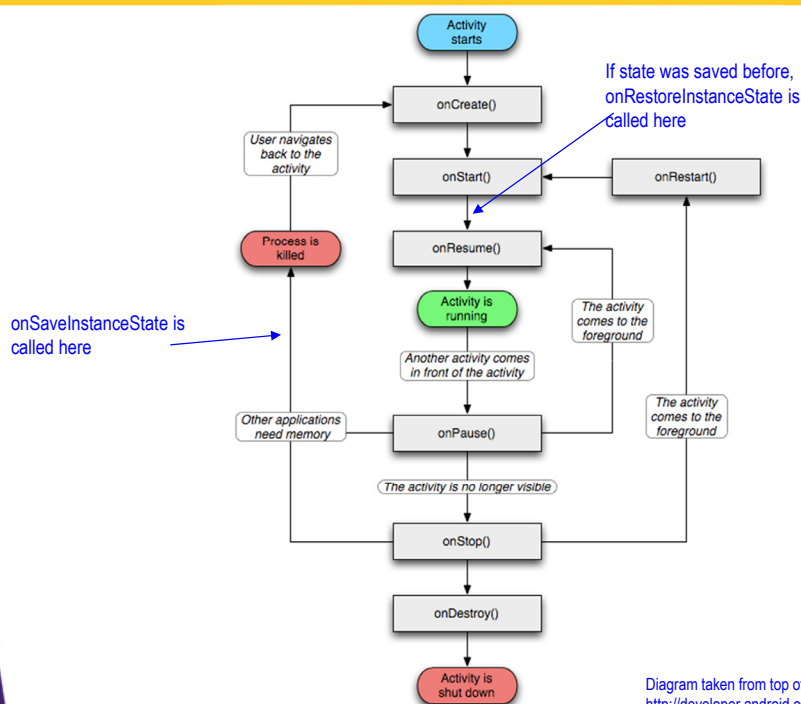 Activity
starts
If state was saved before,
onRestoreInstanceState is
called here
onCreate()
User navigates
back to the
activity
onStart()
onRestart()
Process is
killed
onResume()
onSaveInstanceState is
called here
Activity is
running
The activity
comes to the
foreground
Another activity comes
in front of the activity
The activity
comes to the
foreground
Other applications
need memory
onPause()
The activity is no longer visible
onStop()
onDestroy()
Activity is
shut down
Diagram taken from top of